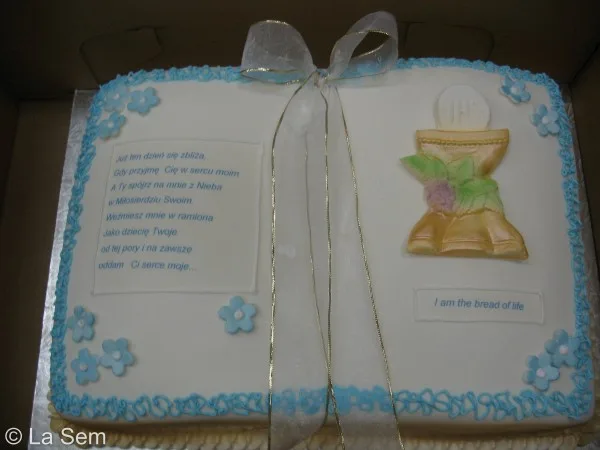 Już ten dzień się zbliża.
Gdy przyjmę Cię w sercu moim
A Ty spójrz na mnie z Nieba
w Miłosierdziu Swoim.
Weźmiesz mnie w ramiona
Jako dziecię Twoje
od tej pory i na zawszę
oddam Ci serce moje...
I am the bread of life
© La Sem